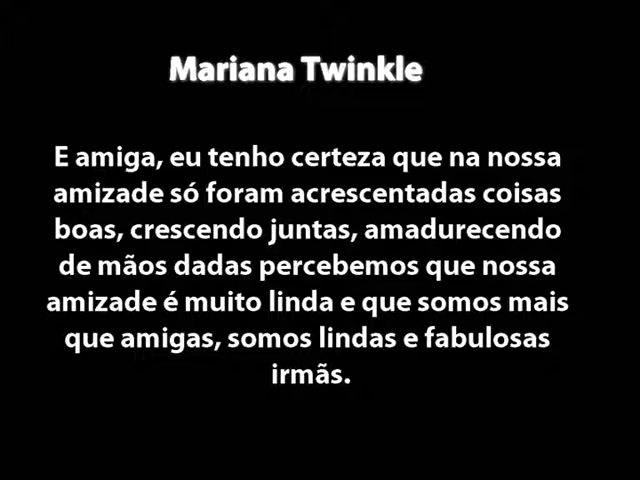 Mariana Twinkle
E amiga, eu tenho certeza que na nossa
amizade só foram acrescentadas coisas
boas, crescendo juntas, amadurecendo
de mãos dadas percebemos que nossa
amizade é muito linda e que somos mais
que amigas, somos lindas e fabulosas
irmãs.